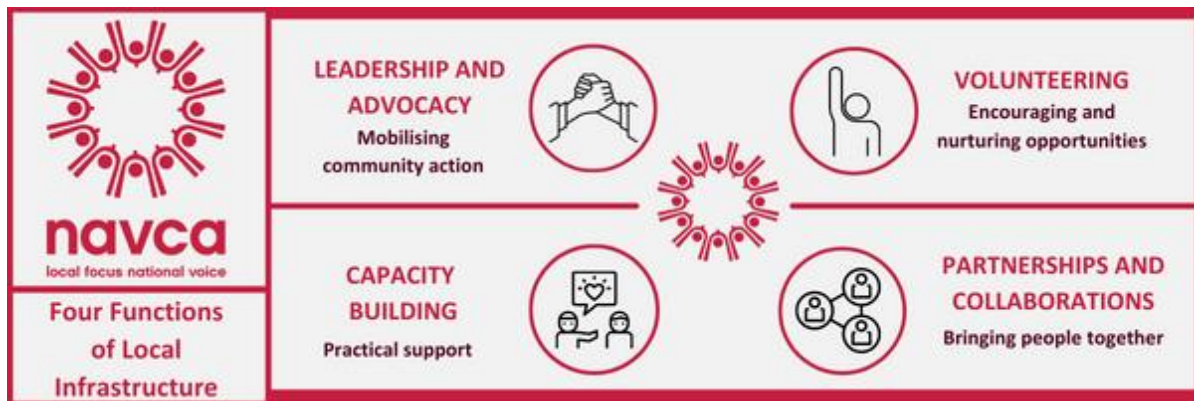 navca
local focus national voice
Four Functions
of Local
Infrastructure
LEADERSHIP AND
ADVOCACY
Mobilising
community action
VOLUNTEERING
Encouraging and
nurturing opportunities
CAPACITY
BUILDING
Practical support
PARTNERSHIPS AND
COLLABORATIONS
Bringing people together